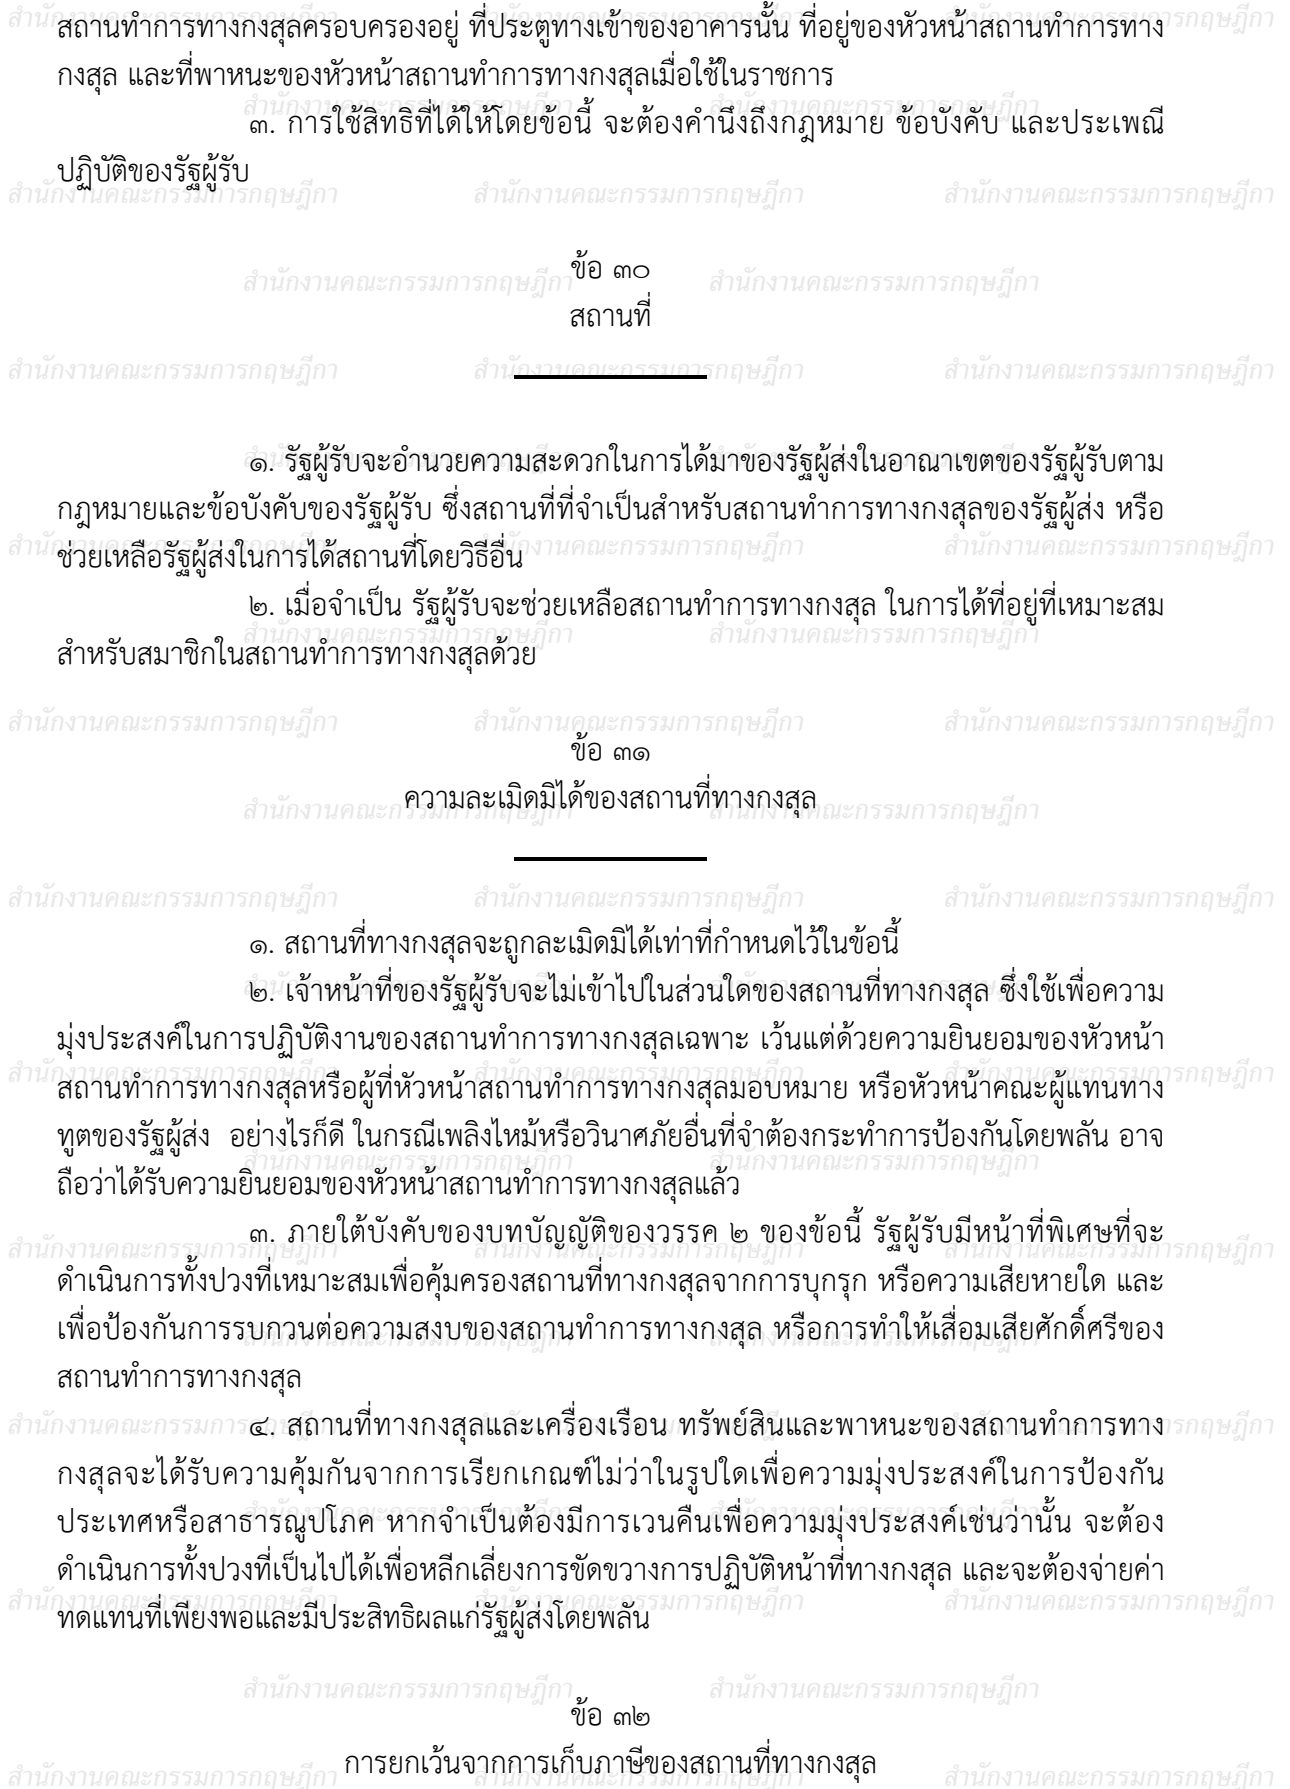 สถานทำการทางกงสุลครอบครองอยู่ ที่ประตูทางเข้าของอาคารนั้น ที่อยู่ของหัวหน้าสถานทำการทาง
กงสุล และที่พาหนะของหัวหน้าสถานทำการทางกงสุลเมื่อใช้ในราชการ
๓. การใช้สิทธิที่ได้ให้โดยข้อนี้ จะต้องคำนึงถึงกฎหมาย ข้อบังคับ และประเพณี
ปฏิบัติของรัฐผู้รับ
ข้อ ๓๐
สถานที่
๑. รัฐผู้รับจะอำนวยความสะดวกในการได้มาของรัฐผู้ส่งในอาณาเขตของรัฐผู้รับตาม
กฎหมายและข้อบังคับของรัฐผู้รับ ซึ่งสถานที่ที่จำเป็นสำหรับสถานทำการทางกงสุลของรัฐผู้ส่ง หรือ
ช่วยเหลือรัฐผู้ส่งในการได้สถานที่โดยวิธีอื่น
๒. เมื่อจำเป็น รัฐผู้รับจะช่วยเหลือสถานทำการทางกงสุล ในการได้ที่อยู่ที่เหมาะสม
สำหรับสมาชิกในสถานทำการทางกงสุลด้วย
ข้อ ๓๑
ความละเมิดมิได้ของสถานที่ทางกงสุล
๑. สถานที่ทางกงสุลจะถูกละเมิดมิได้เท่าที่กำหนดไว้ในข้อนี้
๒. เจ้าหน้าที่ของรัฐผู้รับจะไม่เข้าไปในส่วนใดของสถานที่ทางกงสุล ซึ่งใช้เพื่อความ
มุ่งประสงค์ในการปฏิบัติงานของสถานทำการทางกงสุลเฉพาะ เว้นแต่ด้วยความยินยอมของหัวหน้า
สถานทำการทางกงสุลหรือผู้ที่หัวหน้าสถานทำการทางกงสุลมอบหมาย หรือหัวหน้าคณะผู้แทนทาง
ทูตของรัฐผู้ส่ง  อย่างไรก็ดี ในกรณีเพลิงไหม้หรือวินาศภัยอื่นที่จำต้องกระทำการป้องกันโดยพลัน อาจ
ถือว่าได้รับความยินยอมของหัวหน้าสถานทำการทางกงสุลแล้ว
๓. ภายใต้บังคับของบทบัญญัติของวรรค ๒ ของข้อนี้ รัฐผู้รับมีหน้าที่พิเศษที่จะ
ดำเนินการทั้งปวงที่เหมาะสมเพื่อคุ้มครองสถานที่ทางกงสุลจากการบุกรุก หรือความเสียหายใด และ
เพื่อป้องกันการรบกวนต่อความสงบของสถานทำการทางกงสุล หรือการทำให้เสื่อมเสียศักดิ์ศรีของ
สถานทำการทางกงสุล
๔. สถานที่ทางกงสุลและเครื่องเรือน ทรัพย์สินและพาหนะของสถานทำการทาง
กงสุลจะได้รับความคุ้มกันจากการเรียกเกณฑ์ไม่ว่าในรูปใดเพื่อความมุ่งประสงค์ในการป้องกัน
ประเทศหรือสาธารณูปโภค หากจำเป็นต้องมีการเวนคืนเพื่อความมุ่งประสงค์เช่นว่านั้น จะต้อง
ดำเนินการทั้งปวงที่เป็นไปได้เพื่อหลีกเลี่ยงการขัดขวางการปฏิบัติหน้าที่ทางกงสุล และจะต้องจ่ายค่า
ทดแทนที่เพียงพอและมีประสิทธิผลแก่รัฐผู้ส่งโดยพลัน
ข้อ ๓๒
การยกเว้นจากการเก็บภาษีของสถานที่ทางกงสุล